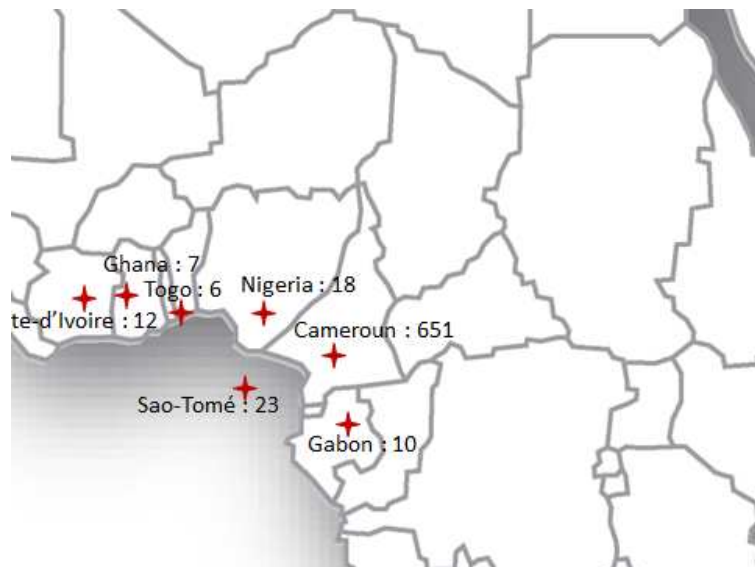 Ghana : 7
Togo : 6
Nigeria : 18
te-d'Ivoire : 12
Cameroun : 651
Sao-Tomé : 23
Gabon : 10